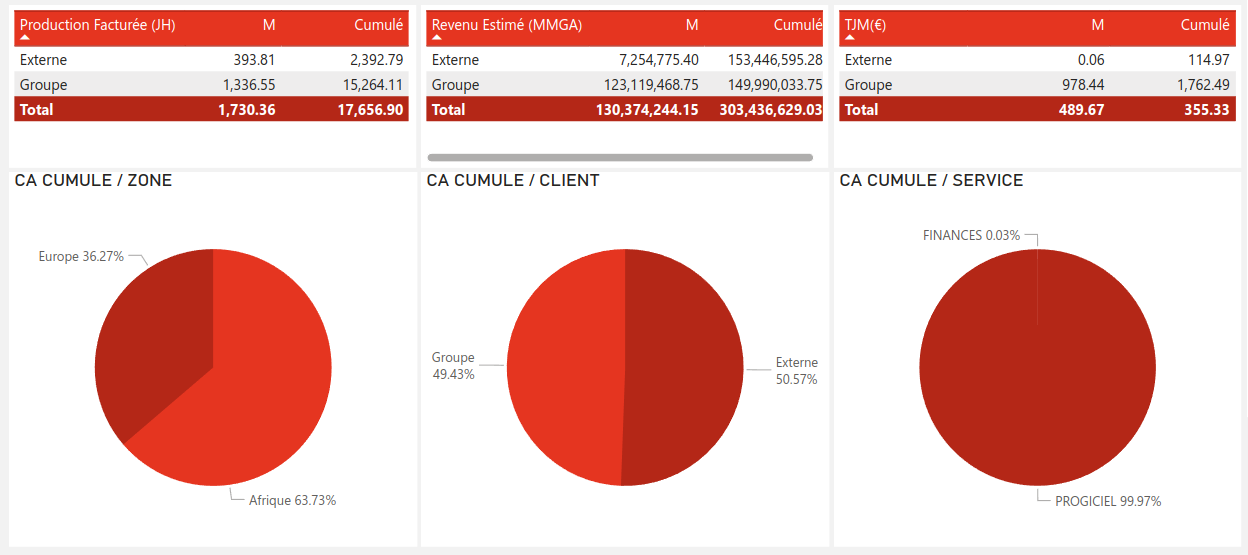 Production Facturée (JH) M Cumulé
Externe 393.81 2,392.79
Groupe 1,336.55 15,264.11
Total 1,730.36 17,656.90
Revenu Estimé (MMGA) M Cumulé
Externe 7,254,775.40 153,446,595.28
Groupe 123,119,468.75 149,990,033.75
Total 130,374,244.15 303,436,629.03
TJM(€) M Cumulé
Externe 0.06 114.97
Groupe 978.44 1,762.49
Total 489.67 355.33
CA CUMULE / ZONE
Europe 36.27%
Afrique 63.73%
CA CUMULE / CLIENT
Groupe
49.43%
Externe
50.57%
CA CUMULE / SERVICE
FINANCES 0.03%
PROGICIEL 99.97%